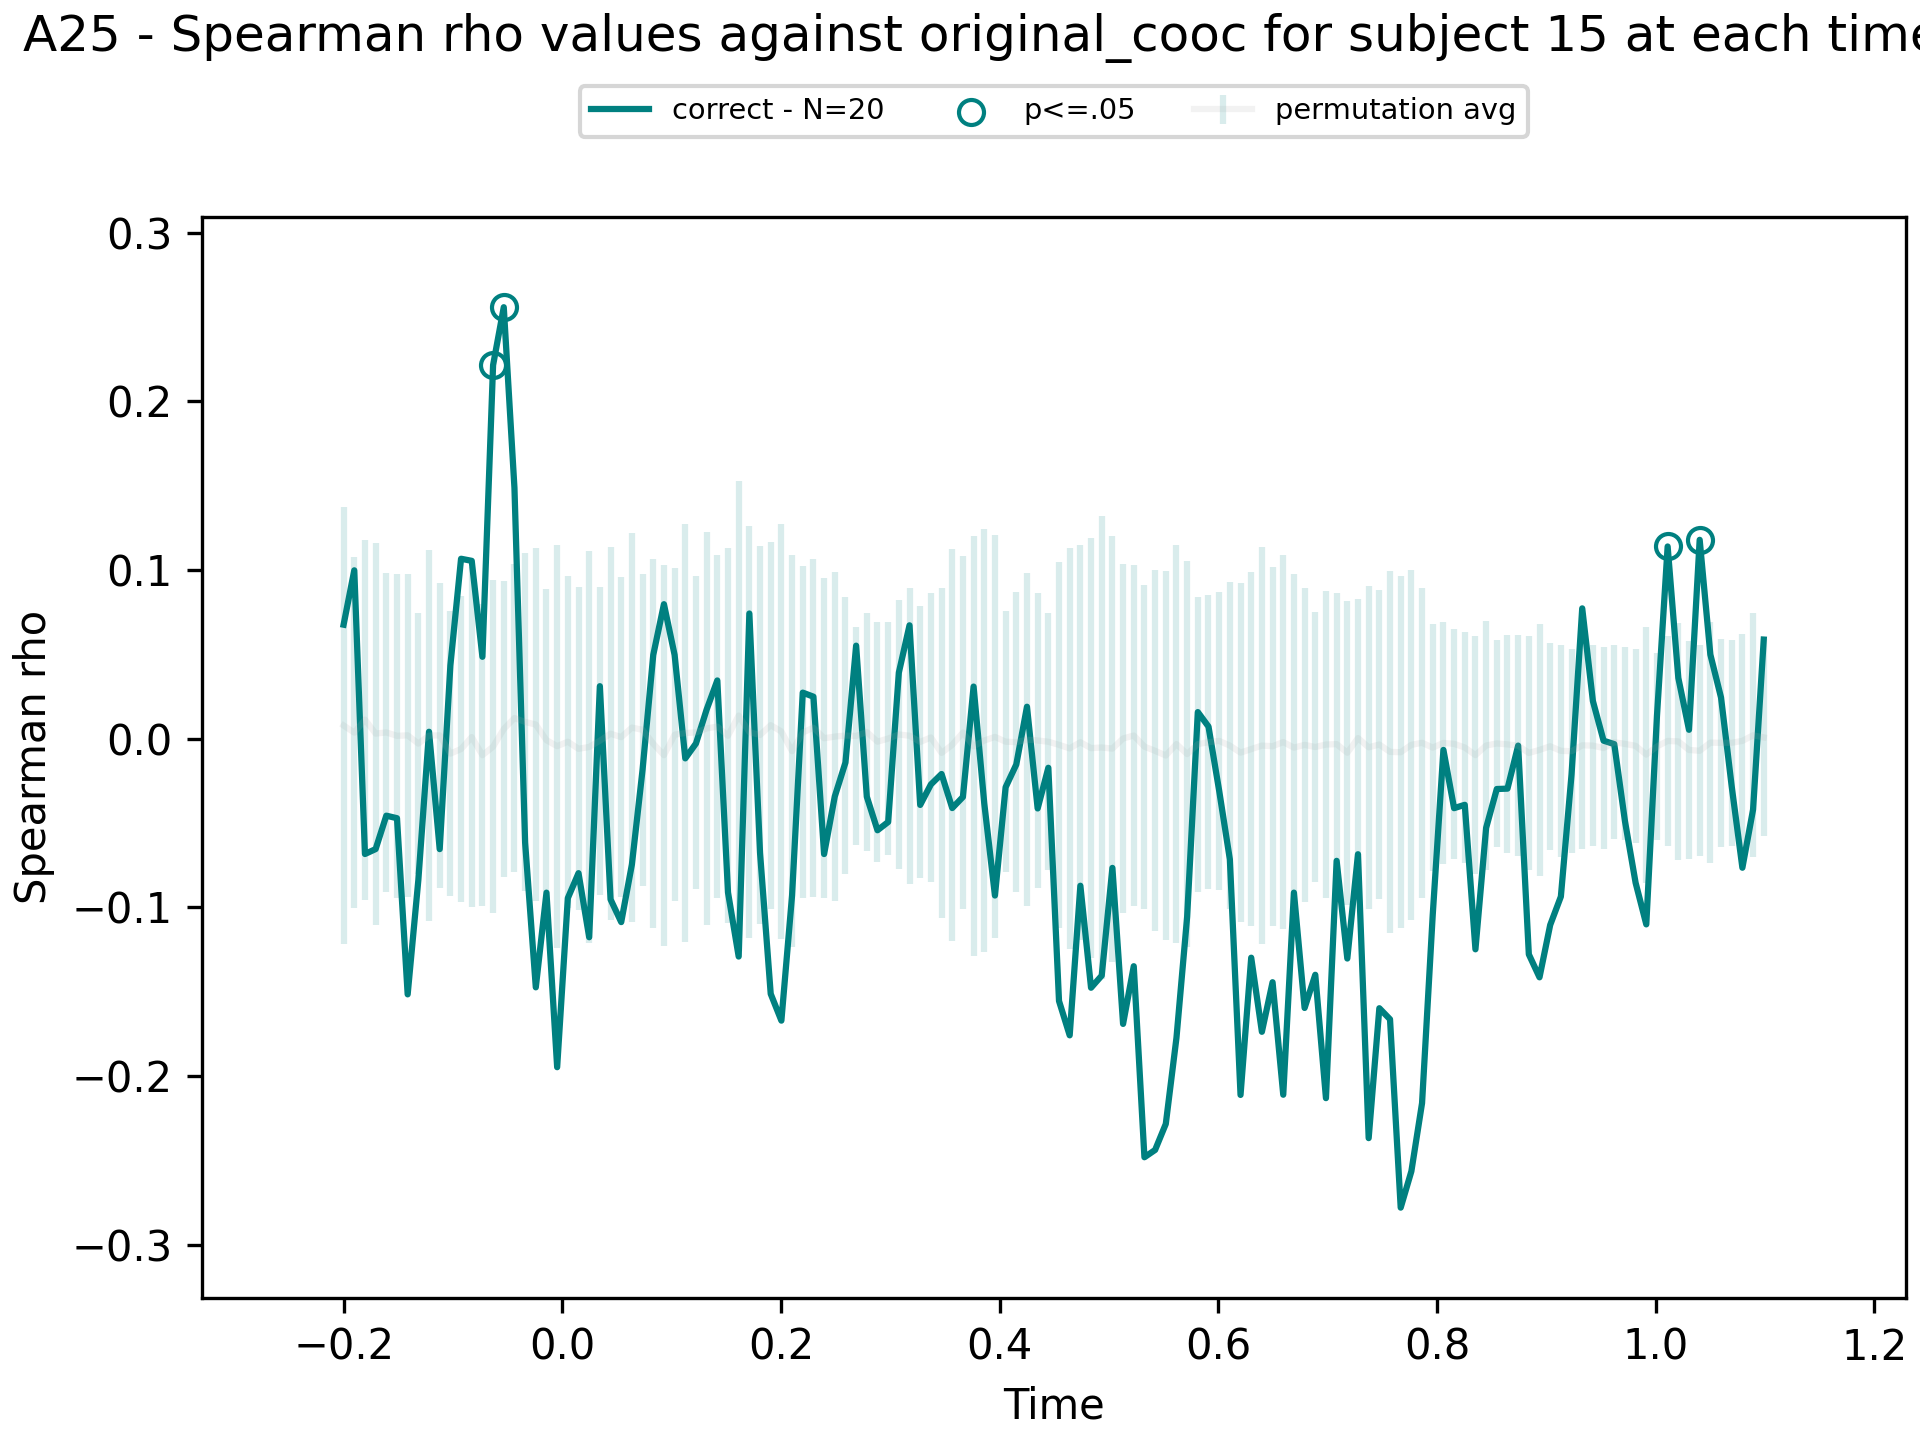 A25 - Spearman rho values against original_cooc for subject 15 at each time
correct - N=20 p<=.05 permutation avg
Spearman rho
0.3
0.2
0.1
0.0
−0.1
−0.2
−0.3
−0.2 0.0 0.2 0.4 0.6 0.8 1.0 1.2
Time